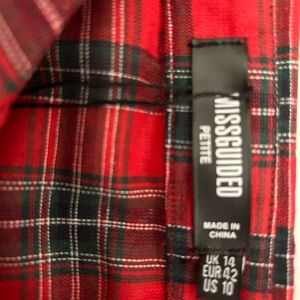 MISSGUIDED
PETITE
MADE IN
CHINA
UK 14
EUR 42
US 10